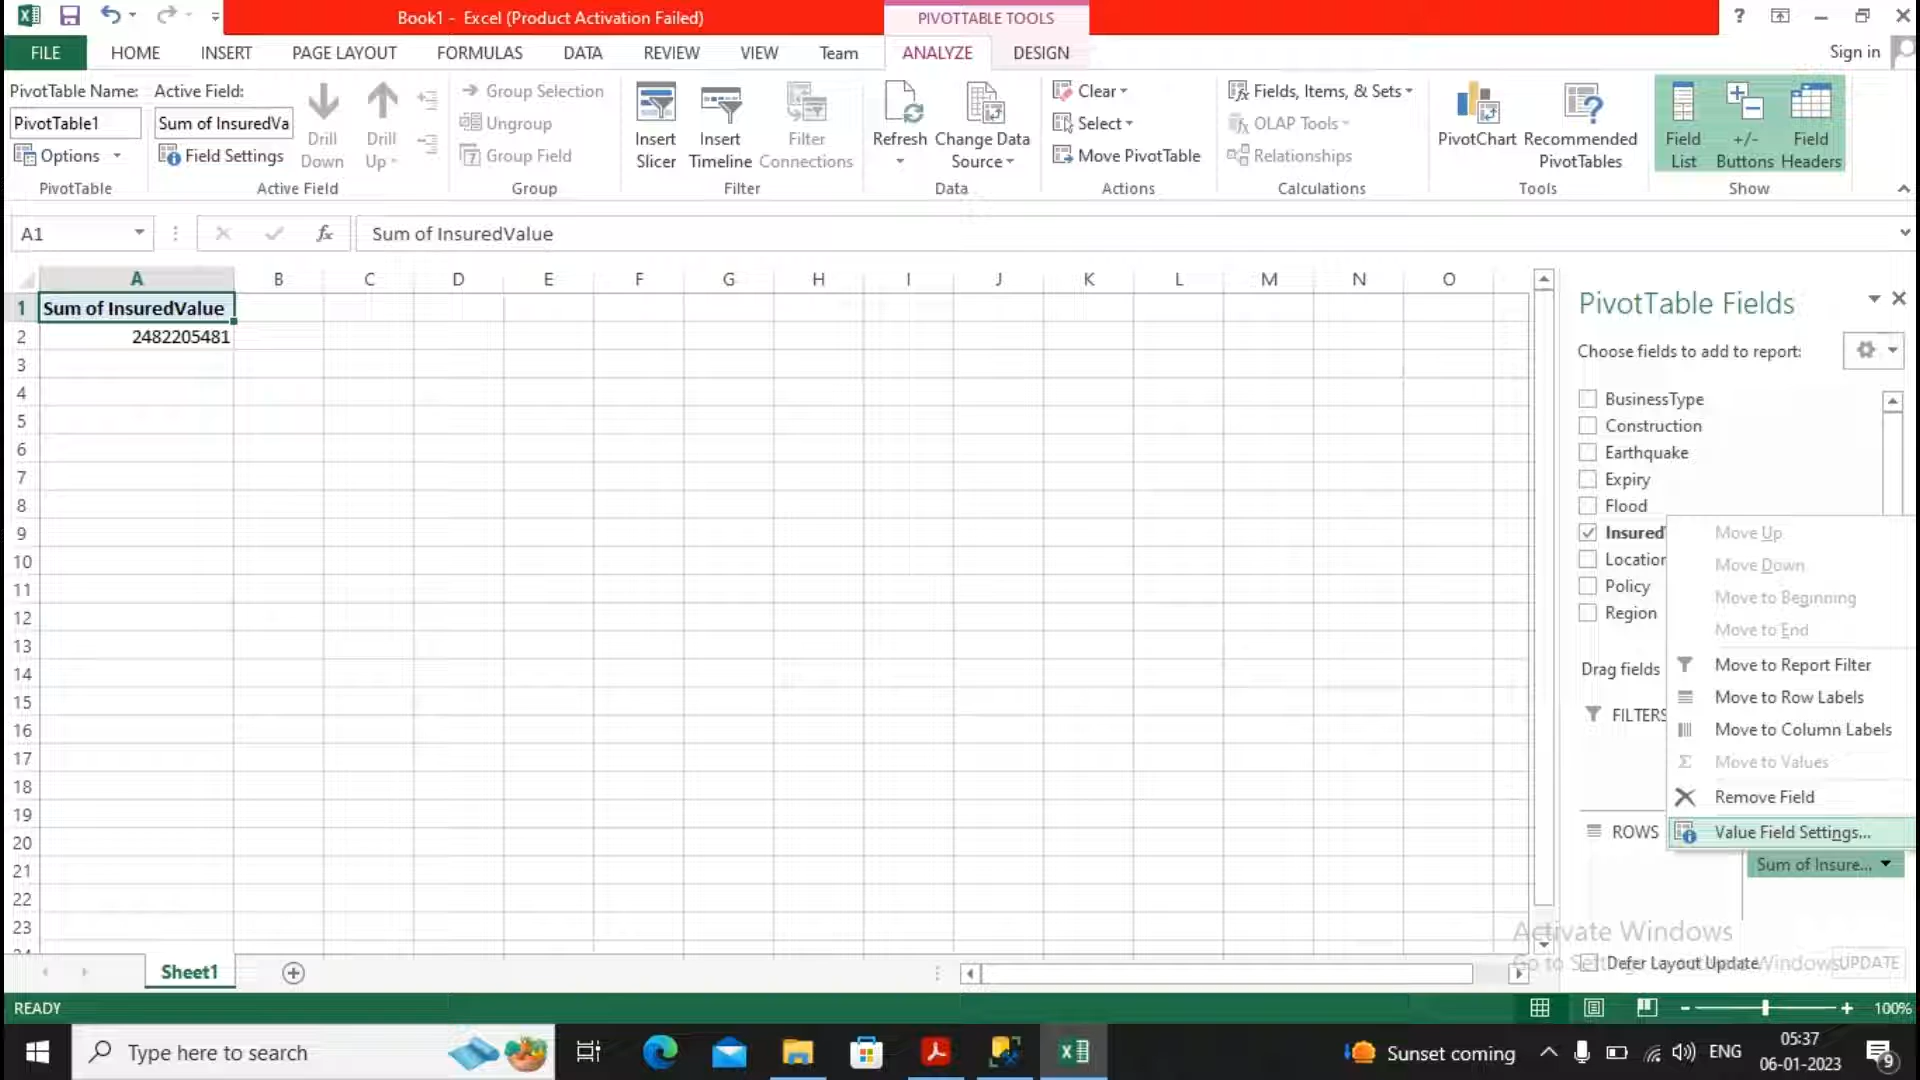 Book1 - Excel (Product Activation Failed)
PIVOTTABLE TOOLS
?
FILE HOME INSERT PAGE LAYOUT FORMULAS DATA REVIEW VIEW Team ANALYZE DESIGN
Sign in
PivotTable Name: Active Field:
PivotTable1 Sum of InsuredVa
Options Field Settings
Drill Down
Drill Up
PivotTable
Active Field
Group Selection
Ungroup
Group Field
Group
Insert Slicer
Insert Timeline
Filter Connections
Filter
Refresh
Change Data Source
Data
Clear
Select
Move PivotTable
Actions
Fields, Items, & Sets
OLAP Tools
Relationships
Calculations
PivotChart
Recommended PivotTables
Tools
Field List
+/- Buttons
Field Headers
Show
A1 fx Sum of InsuredValue
A B C D E F G H I J K L M N O
1 Sum of InsuredValue
2 2482205481
3
4
5
6
7
8
9
10
11
12
13
14
15
16
17
18
19
20
21
22
23
PivotTable Fields
Choose fields to add to report:
BusinessType
Construction
Earthquake
Expiry
Flood
Insured
Location
Policy
Region
Move Up
Move Down
Move to Beginning
Move to End
Move to Report Filter
Move to Row Labels
Move to Column Labels
Σ Move to Values
Remove Field
Value Field Settings...
Drag fields
FILTERS
ROWS
Sum of Insure...
Activate Windows
Defer Layout Update UPDATE
Sheet1
READY
100%
Type here to search
Sunset coming
ENG
05:37
06-01-2023
9